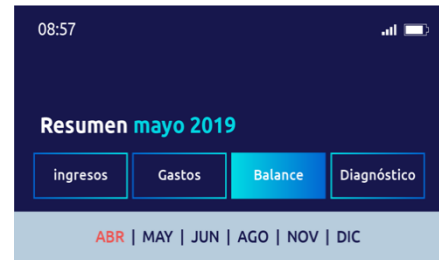 08:57
Resumen mayo 2019
ingresos Gastos Balance Diagnóstico
ABR | MAY | JUN | AGO | NOV | DIC